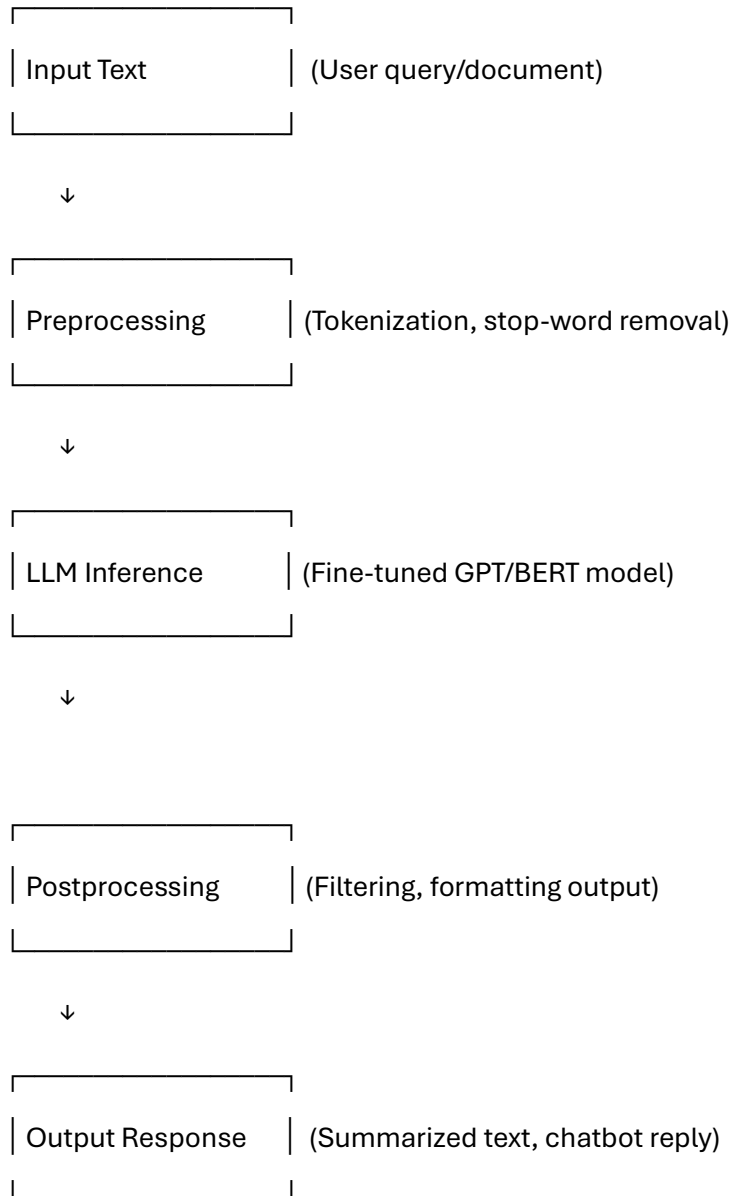 Input Text (User query/document)
↓
Preprocessing (Tokenization, stop-word removal)
↓
LLM Inference (Fine-tuned GPT/BERT model)
↓
Postprocessing (Filtering, formatting output)
↓
Output Response (Summarized text, chatbot reply)